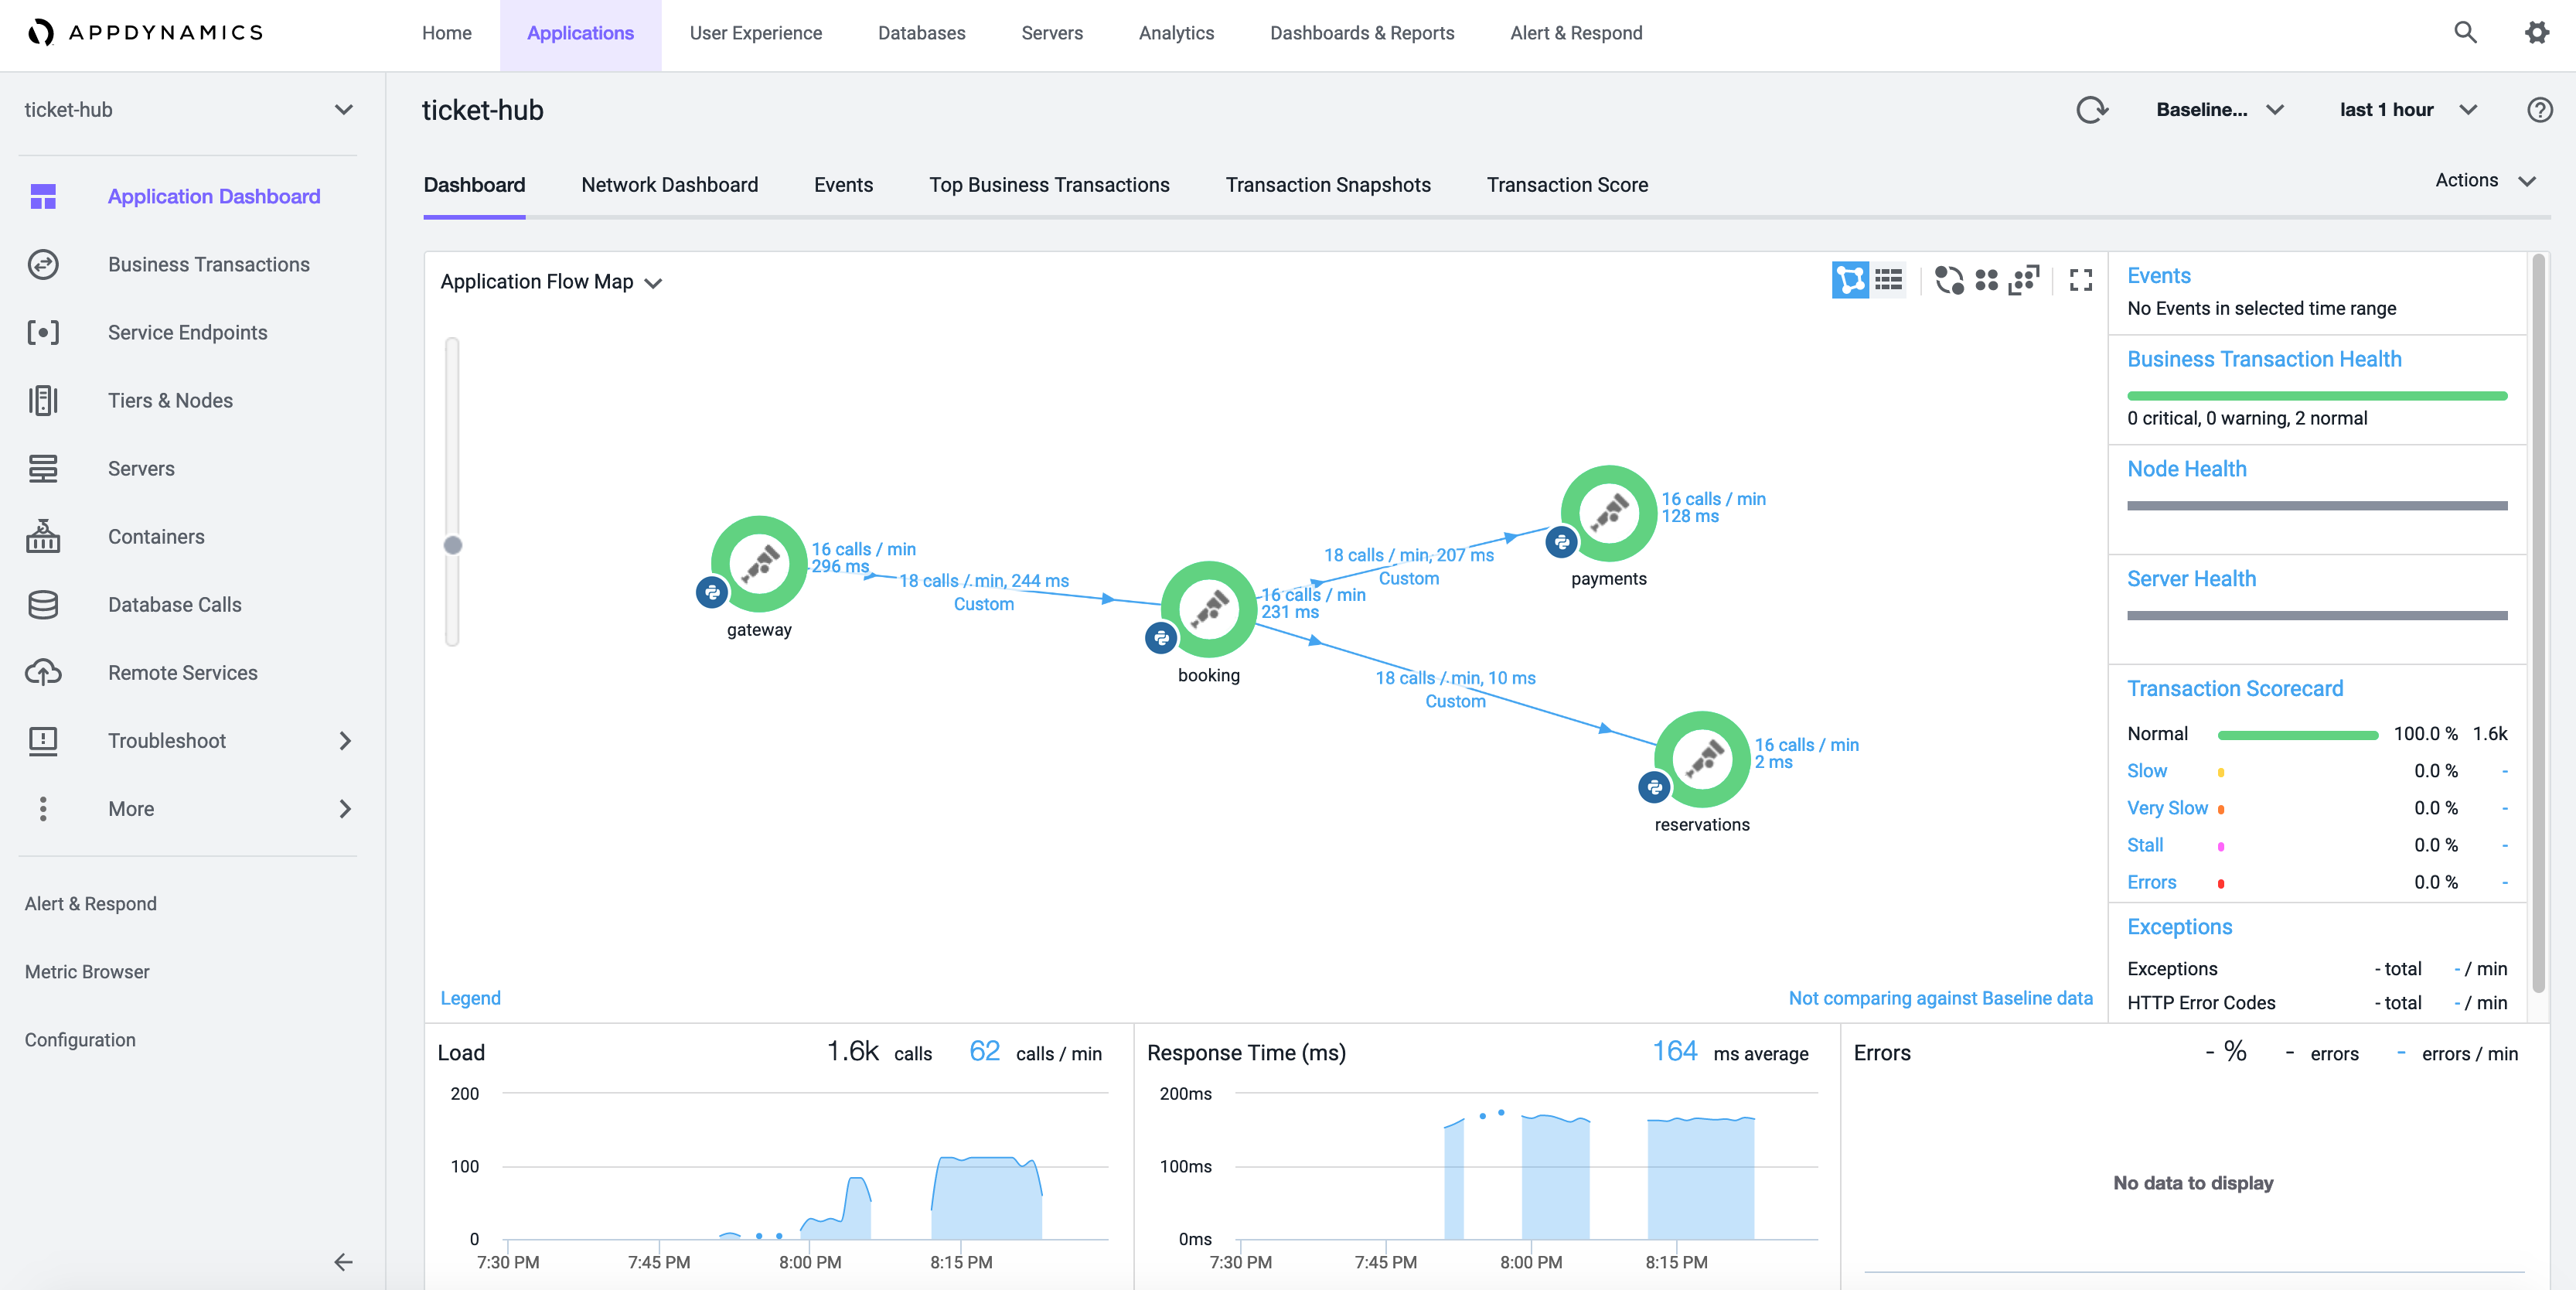 APPDYNAMICS
Home Applications User Experience Databases Servers Analytics Dashboards & Reports Alert & Respond
ticket-hub
Application Dashboard
Business Transactions
Service Endpoints
Tiers & Nodes
Servers
Containers
Database Calls
Remote Services
Troubleshoot
More
Alert & Respond
Metric Browser
Configuration
ticket-hub
Baseline... last 1 hour
Dashboard Network Dashboard Events Top Business Transactions Transaction Snapshots Transaction Score
Actions
Application Flow Map
16 calls / min
296 ms
gateway
18 calls / min, 244 ms
Custom
16 calls / min
231 ms
booking
18 calls / min, 207 ms
Custom
16 calls / min
128 ms
payments
18 calls / min, 10 ms
Custom
16 calls / min
2 ms
reservations
Legend
Not comparing against Baseline data
Events
No Events in selected time range
Business Transaction Health
0 critical, 0 warning, 2 normal
Node Health
Server Health
Transaction Scorecard
Normal 100.0 % 1.6k
Slow 0.0 % -
Very Slow 0.0 % -
Stall 0.0 % -
Errors 0.0 % -
Exceptions
Exceptions - total - / min
HTTP Error Codes - total - / min
Load 1.6k calls 62 calls / min
200
100
0
7:30 PM 7:45 PM 8:00 PM 8:15 PM
Response Time (ms) 164 ms average
200ms
100ms
0ms
7:30 PM 7:45 PM 8:00 PM 8:15 PM
Errors - % - errors - errors / min
No data to display